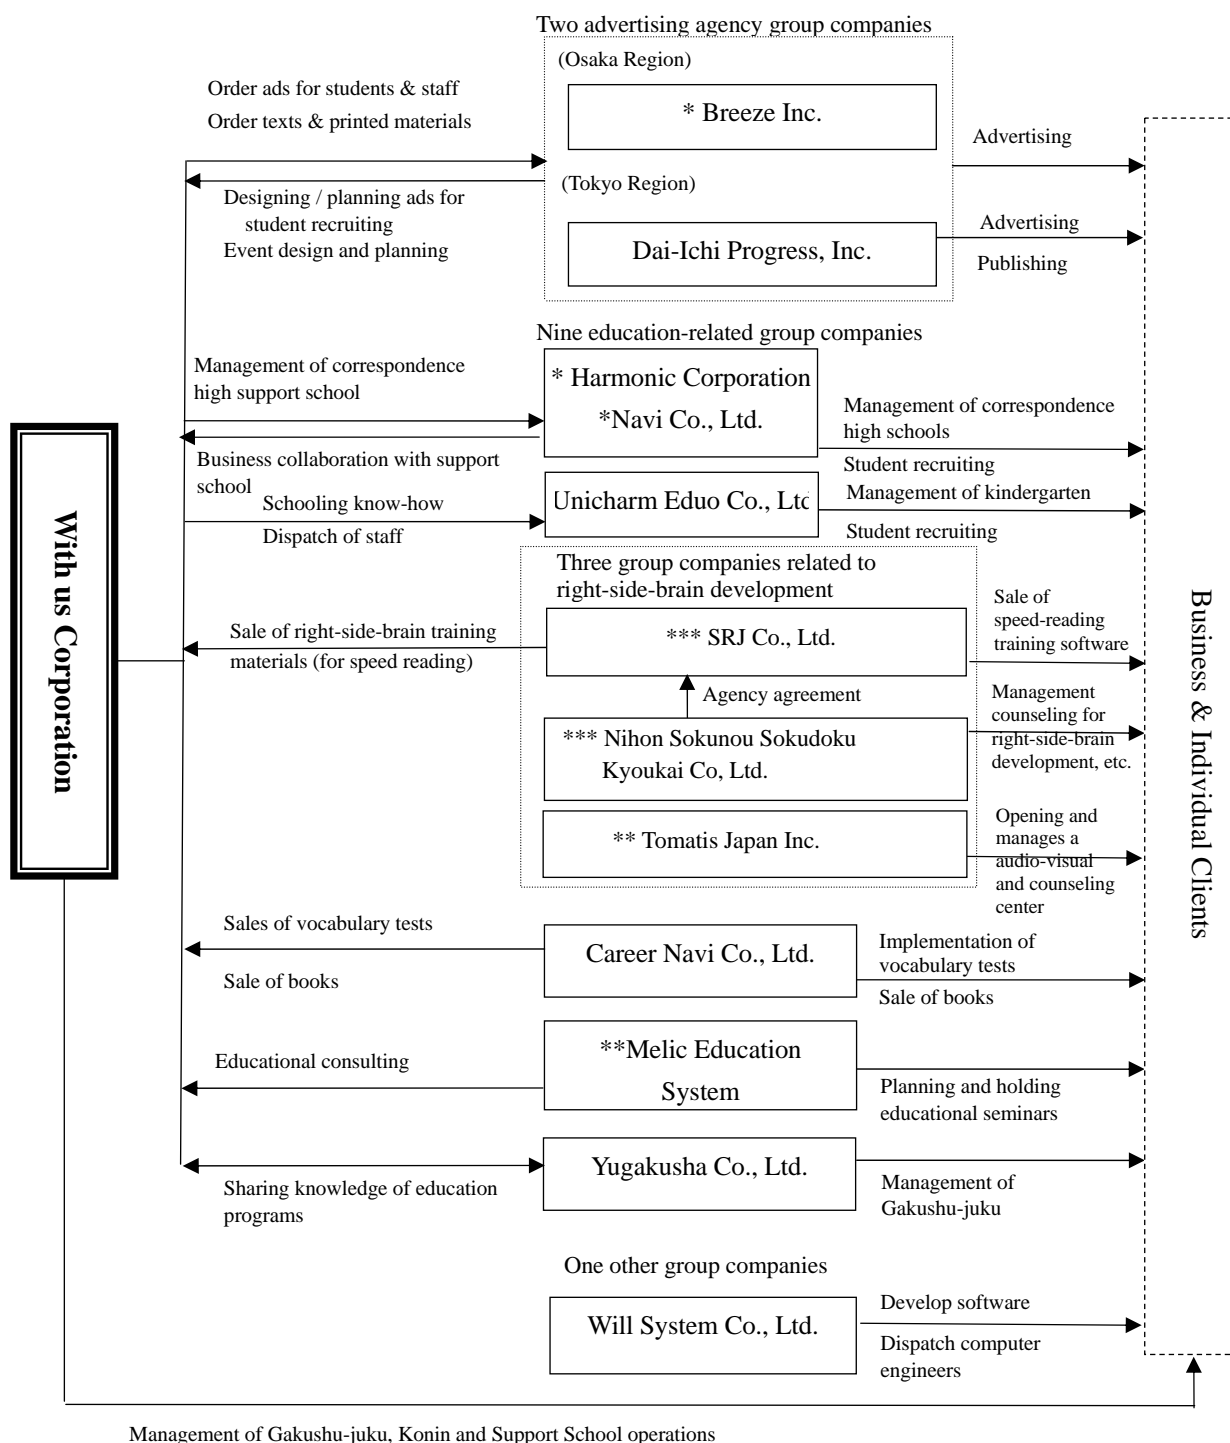 Two advertising agency group companies
(Osaka Region)
Order ads for students & staff
* Breeze Inc.
Order texts & printed materials
Advertising
(Tokyo Region)
Designing / planning ads for
student recruiting
Event design and planning
Dai-Ichi Progress, Inc.
Advertising
Publishing
Nine education-related group companies
Management of correspondence
high support school
* Harmonic Corporation
*Navi Co., Ltd.
Management of correspondence
high schools
Student recruiting
Business collaboration with support
school
Schooling know-how
Dispatch of staff
Unicharm Eduo Co., Ltd
Management of kindergarten
Student recruiting
With us Corporation
Business & Individual Clients
Three group companies related to
right-side-brain development
Sale of right-side-brain training
materials (for speed reading)
*** SRJ Co., Ltd.
Sale of
speed-reading
training software
Agency agreement
*** Nihon Sokunou Sokudoku
Kyoukai Co, Ltd.
Management
counseling for
right-side-brain
development, etc.
** Tomatis Japan Inc.
Opening and
manages a
audio-visual
and counseling
center
Sales of vocabulary tests
Sale of books
Career Navi Co., Ltd.
Implementation of
vocabulary tests
Sale of books
Educational consulting
**Melic Education
System
Planning and holding
educational seminars
Sharing knowledge of education
programs
Yugakusha Co., Ltd.
Management of
Gakushu-juku
One other group companies
Will System Co., Ltd.
Develop software
Dispatch computer
engineers
Management of Gakushu-juku, Konin and Support School operations